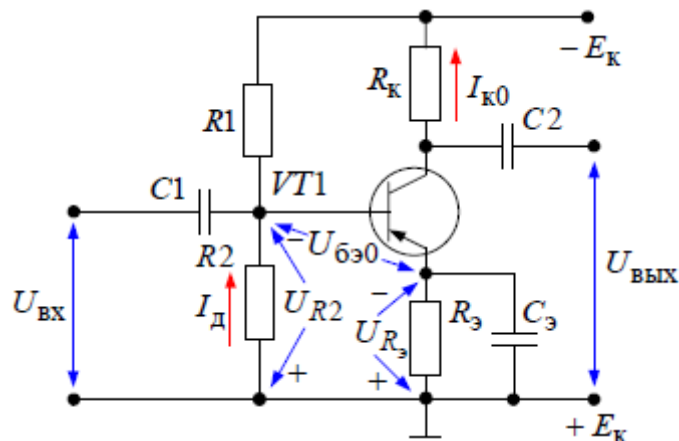 − Eк
Rк
Iк0
R1
C2
C1
VT1
− Uбэ0
R2
Uвх
Iд
UR2
−
URэ
Rэ
Cэ
Uвых
+
+
+ Eк